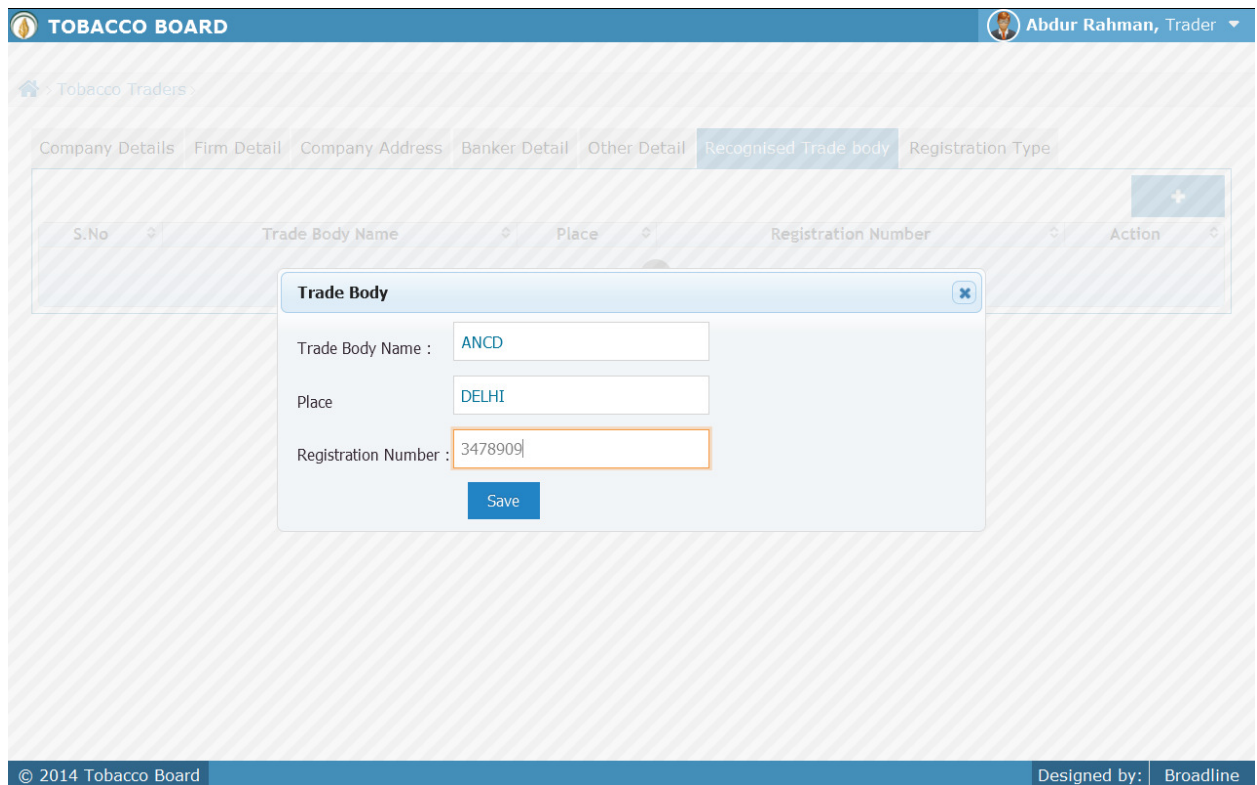 TOBACCO BOARD
Abdur Rahman, Trader
Tobacco Traders
Company Details Firm Detail Company Address Banker Detail Other Detail Recognised Trade body Registration Type
S.No Trade Body Name Place Registration Number Action
Trade Body
Trade Body Name : ANCD
Place DELHI
Registration Number : 3478909
Save
© 2014 Tobacco Board Designed by: Broadline